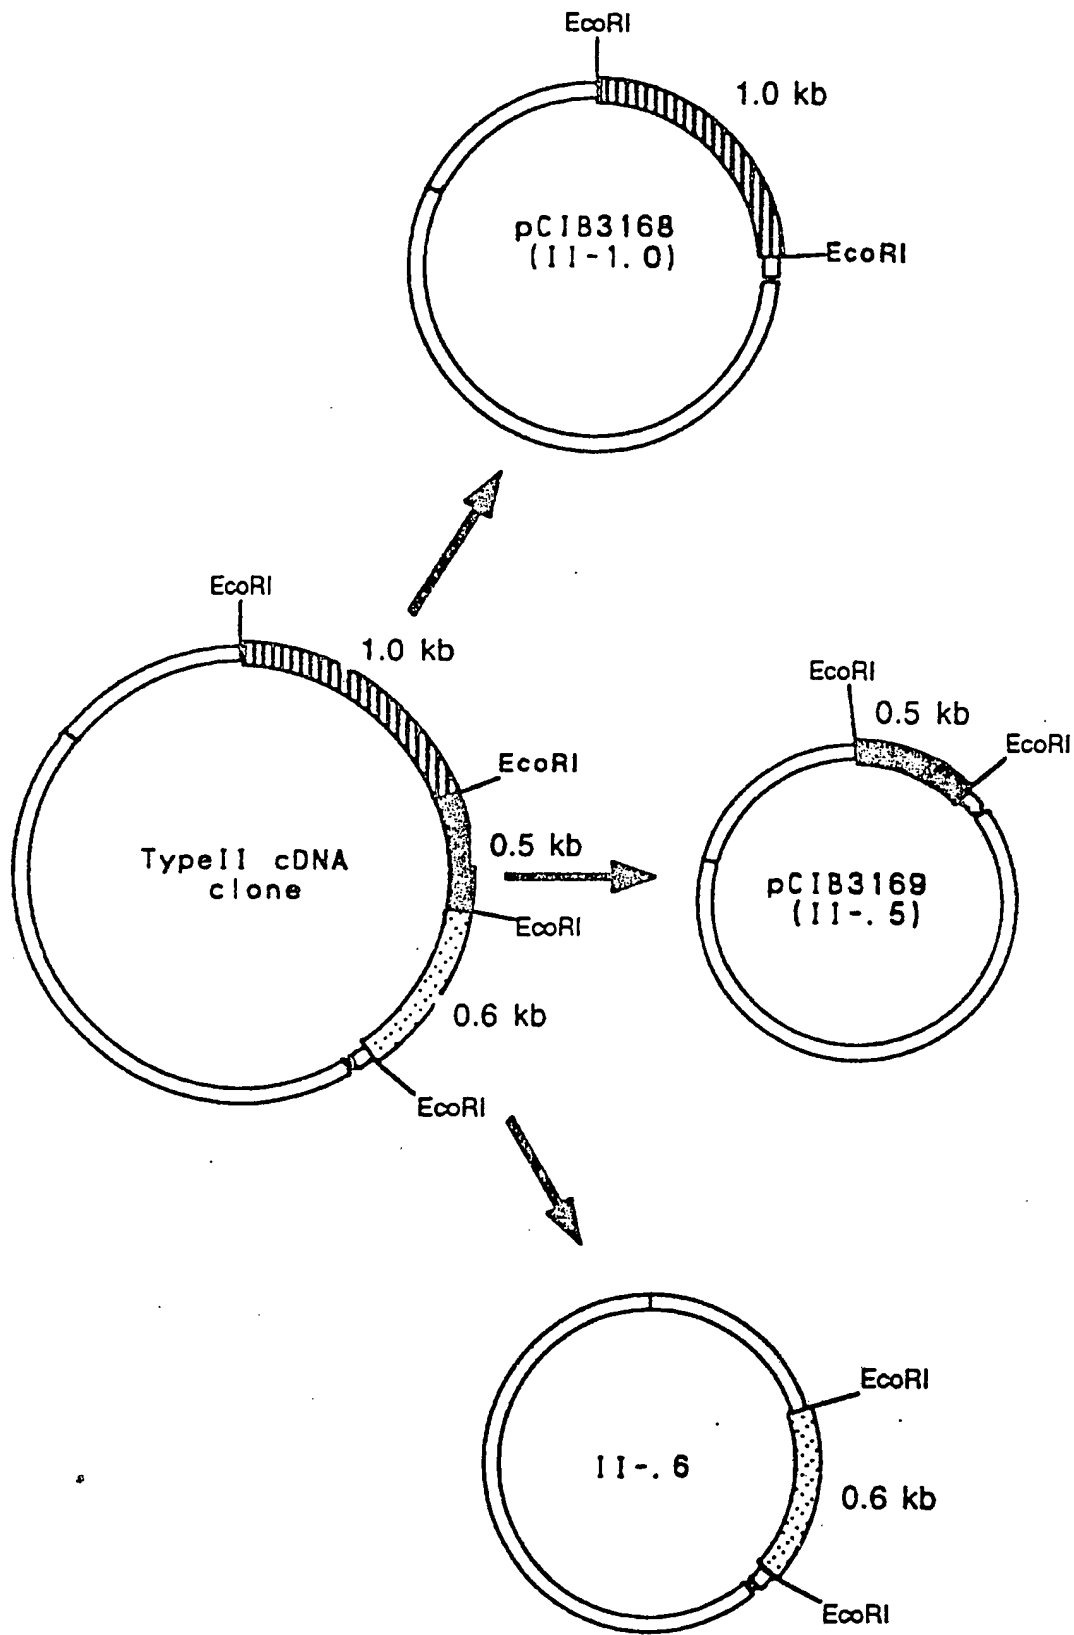 EcoRI
1.0 kb
pCIB3168
(II-1.0)
EcoRI
EcoRI
1.0 kb
EcoRI
0.5 kb
EcoRI
EcoRI
TypeII cDNA
clone
0.5 kb
pCIB3169
(II-.5)
EcoRI
0.6 kb
EcoRI
EcoRI
II-.6
0.6 kb
EcoRI